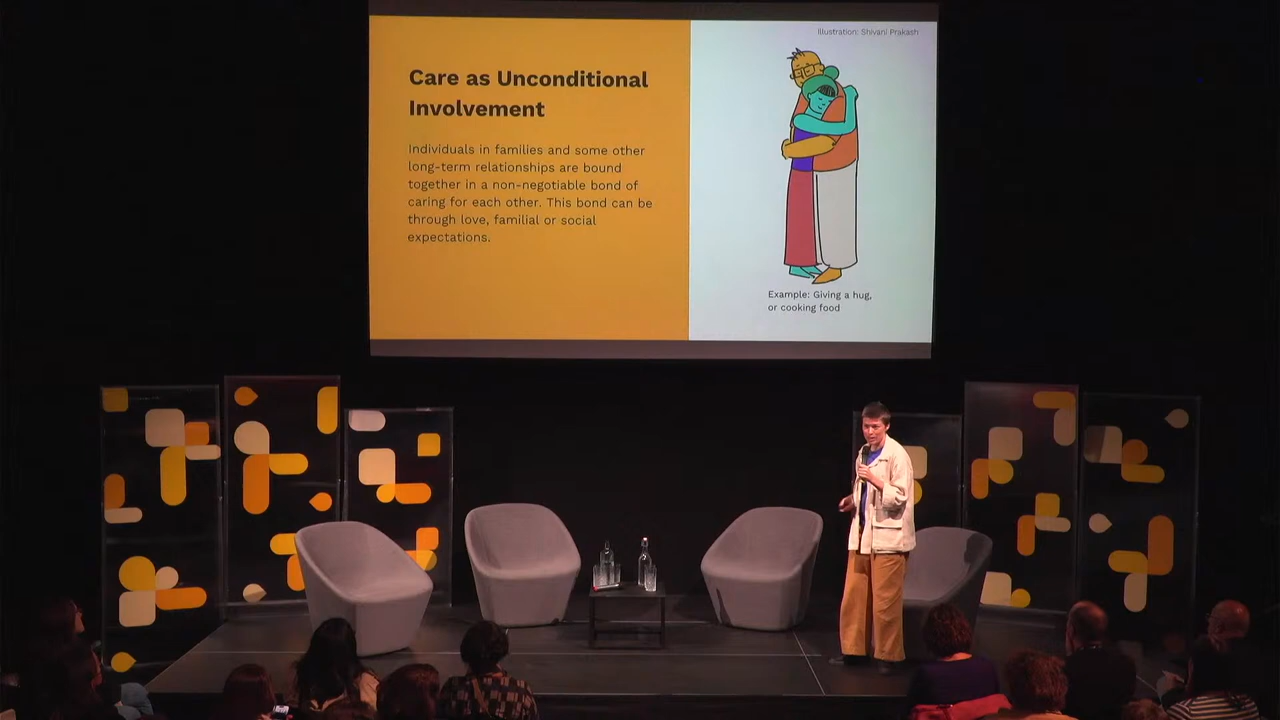 Illustration: Shivani Prakash
Care as Unconditional
Involvement
Individuals in families and some other
long-term relationships are bound
together in a non-negotiable bond of
caring for each other. This bond can be
through love, familial or social
expectations.
Example: Giving a hug,
or cooking food